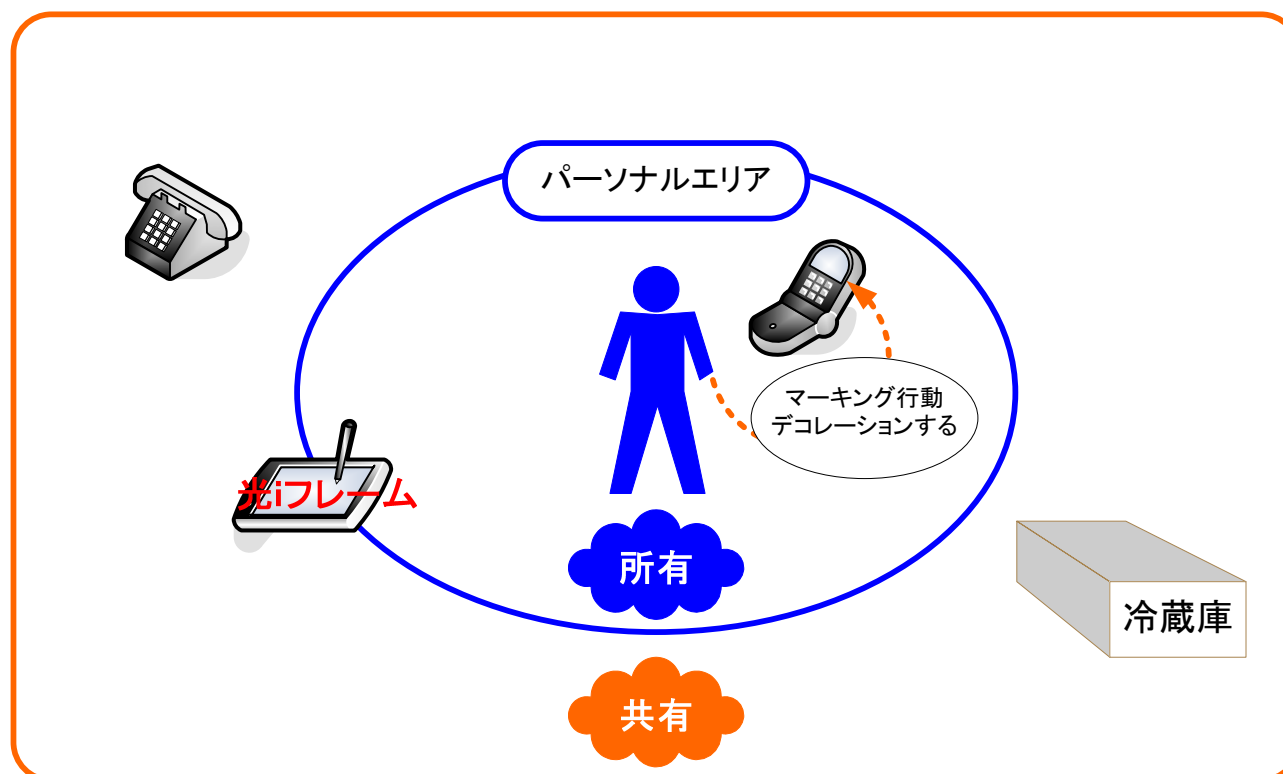 パーソナルエリア
マーキング行動
デコレーションする
光iフレーム
所有
冷蔵庫
共有